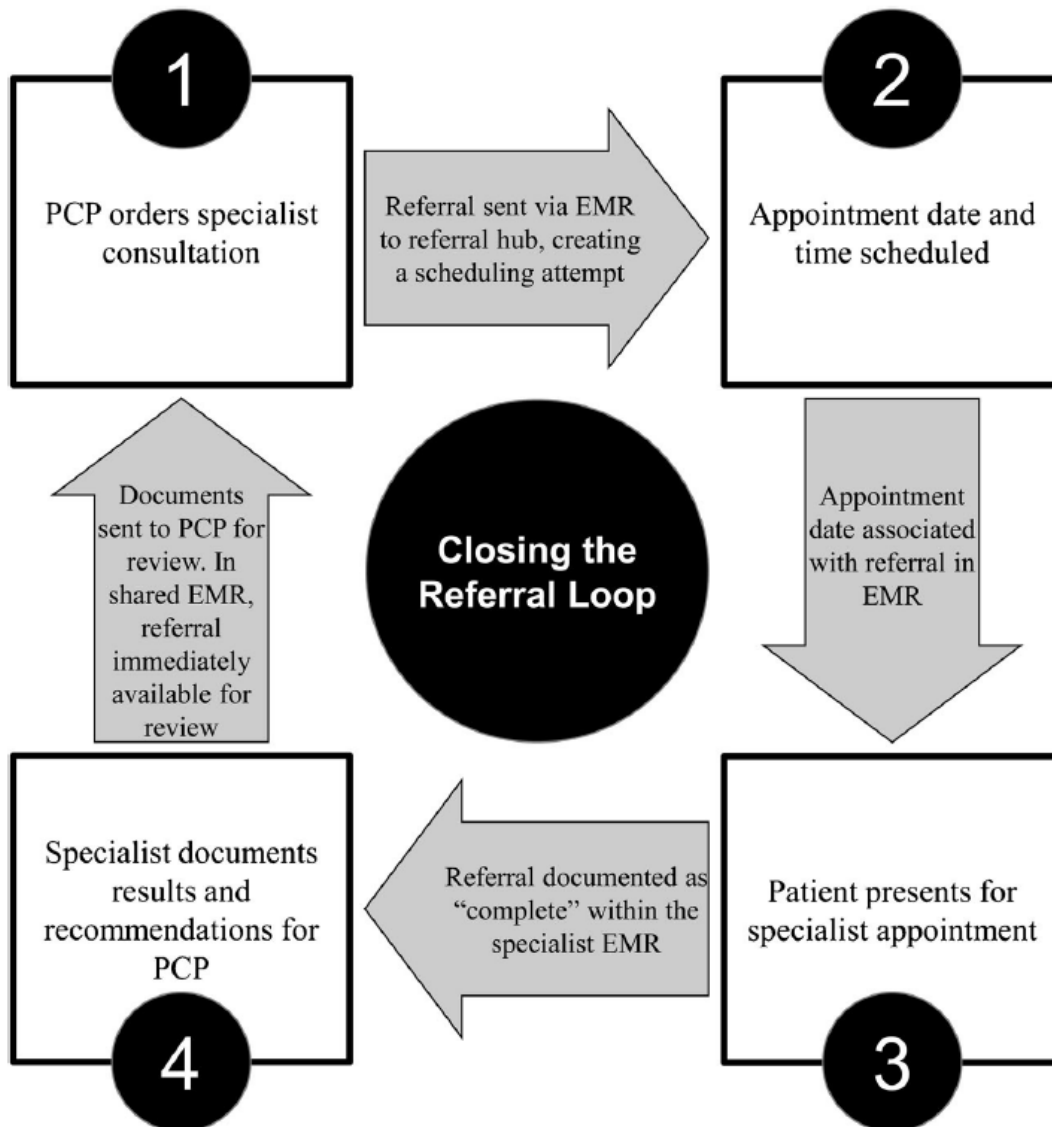 1
PCP orders specialist
consultation
Referral sent via EMR
to referral hub, creating
a scheduling attempt
2
Appointment date and
time scheduled
Appointment
date associated
with referral in
EMR
3
Patient presents for
specialist appointment
Referral documented as
“complete” within the
specialist EMR
4
Specialist documents
results and
recommendations for
PCP
Documents
sent to PCP for
review. In
shared EMR,
referral
immediately
available for
review
Closing the
Referral Loop